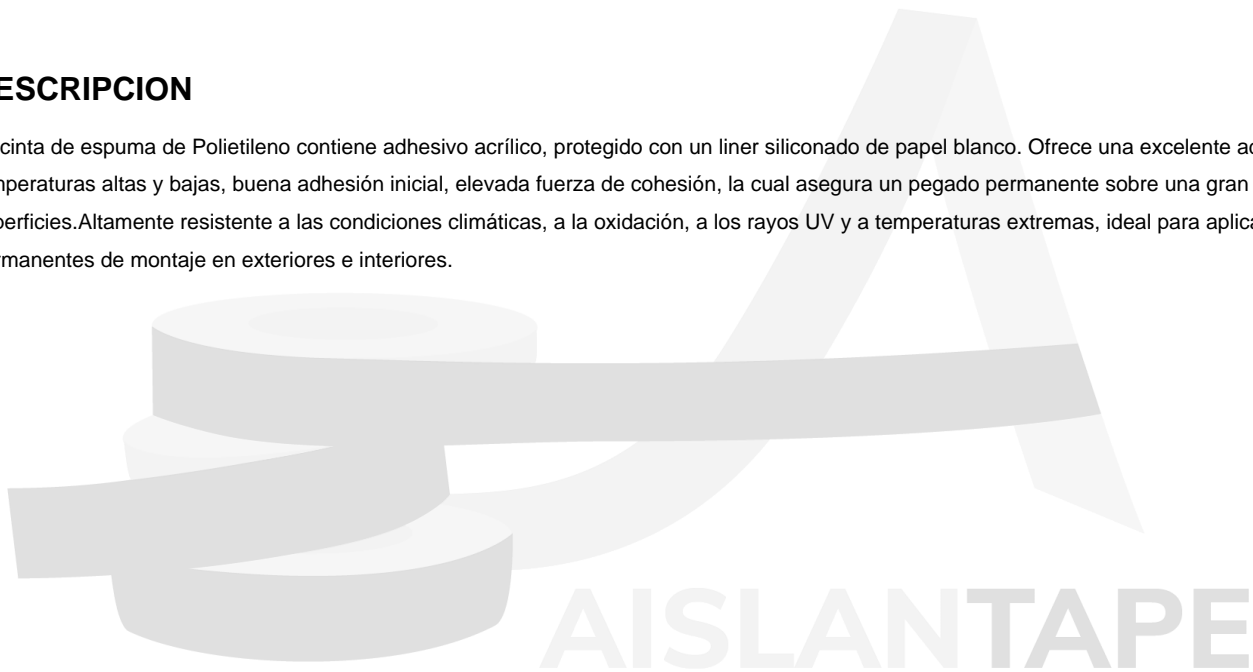 ESCRIPCION
cinta de espuma de Polietileno contiene adhesivo acrílico, protegido con un liner siliconado de papel blanco. Ofrece una excelente ad
mperaturas altas y bajas, buena adhesión inicial, elevada fuerza de cohesión, la cual asegura un pegado permanente sobre una gran
perficies.Altamente resistente a las condiciones climáticas, a la oxidación, a los rayos UV y a temperaturas extremas, ideal para aplica
rmanentes de montaje en exteriores e interiores.
AISLANTAPE